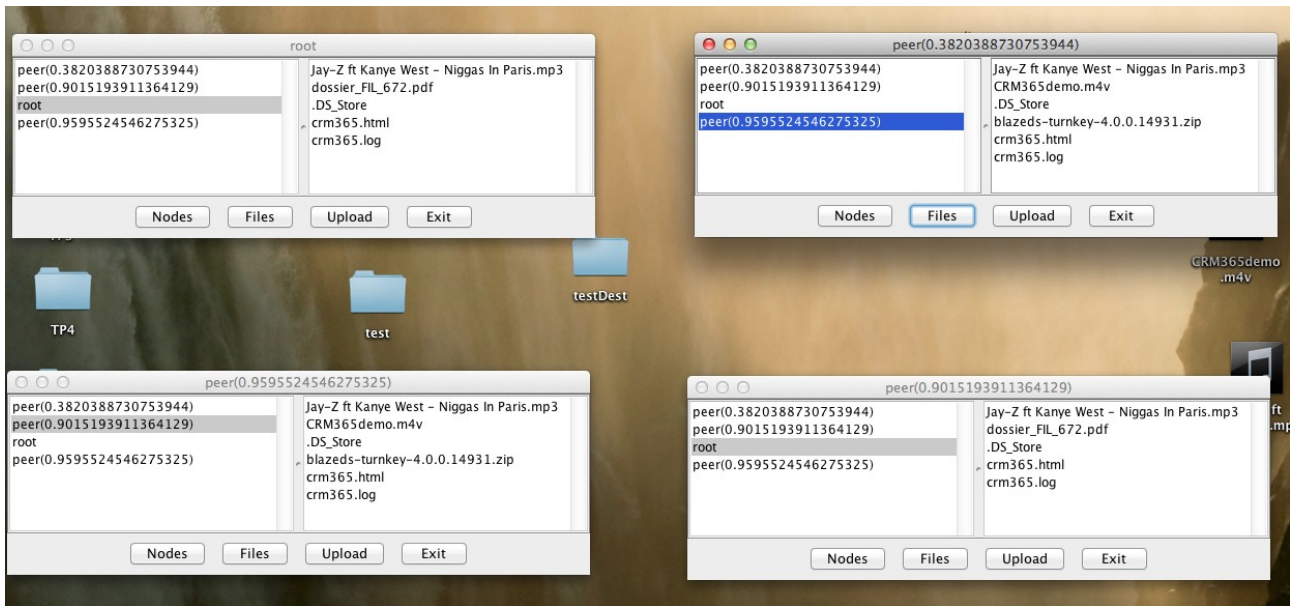 root
peer(0.3820388730753944)
peer(0.9015193911364129)
root
peer(0.9595524546275325)
Jay-Z ft Kanye West - Niggas In Paris.mp3
dossier_FIL_672.pdf
.DS_Store
crm365.html
crm365.log
Nodes
Files
Upload
Exit
peer(0.3820388730753944)
peer(0.3820388730753944)
peer(0.9015193911364129)
root
peer(0.9595524546275325)
Jay-Z ft Kanye West - Niggas In Paris.mp3
CRM365demo.m4v
.DS_Store
blazeds-turnkey-4.0.0.14931.zip
crm365.html
crm365.log
Nodes
Files
Upload
Exit
TP4
test
testDest
CRM365demo
.m4v
peer(0.9595524546275325)
peer(0.3820388730753944)
peer(0.9015193911364129)
root
peer(0.9595524546275325)
Jay-Z ft Kanye West - Niggas In Paris.mp3
CRM365demo.m4v
.DS_Store
blazeds-turnkey-4.0.0.14931.zip
crm365.html
crm365.log
Nodes
Files
Upload
Exit
peer(0.9015193911364129)
peer(0.3820388730753944)
peer(0.9015193911364129)
root
peer(0.9595524546275325)
Jay-Z ft Kanye West - Niggas In Paris.mp3
dossier_FIL_672.pdf
.DS_Store
crm365.html
crm365.log
Nodes
Files
Upload
Exit
ft